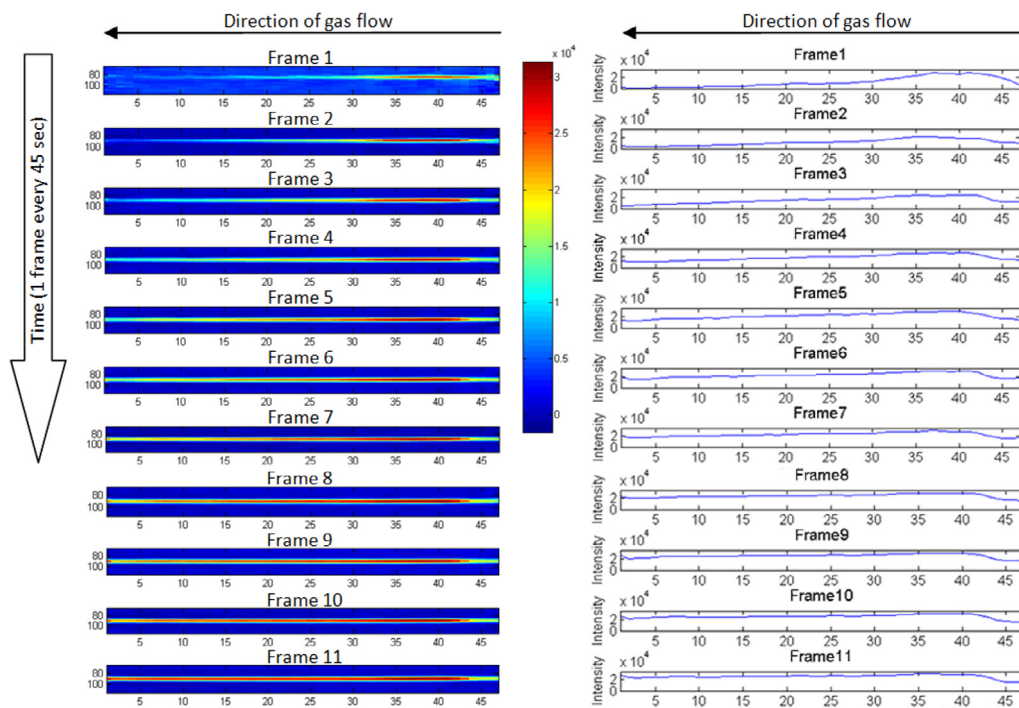 Direction of gas flow
Direction of gas flow
Time (1 frame every 45 sec)
Frame 1
80
100
5 10 15 20 25 30 35 40 45
Frame 2
80
100
5 10 15 20 25 30 35 40 45
Frame 3
80
100
5 10 15 20 25 30 35 40 45
Frame 4
80
100
5 10 15 20 25 30 35 40 45
Frame 5
80
100
5 10 15 20 25 30 35 40 45
Frame 6
80
100
5 10 15 20 25 30 35 40 45
Frame 7
80
100
5 10 15 20 25 30 35 40 45
Frame 8
80
100
5 10 15 20 25 30 35 40 45
Frame 9
80
100
5 10 15 20 25 30 35 40 45
Frame 10
80
100
5 10 15 20 25 30 35 40 45
Frame 11
80
100
5 10 15 20 25 30 35 40 45
x 10⁴
3
2.5
2
1.5
1
0.5
0
Frame1
x 10⁴
Intensity
2
0
5 10 15 20 25 30 35 40 45
Frame2
x 10⁴
Intensity
2
0
5 10 15 20 25 30 35 40 45
Frame3
x 10⁴
Intensity
2
0
5 10 15 20 25 30 35 40 45
Frame4
x 10⁴
Intensity
2
0
5 10 15 20 25 30 35 40 45
Frame5
x 10⁴
Intensity
2
0
5 10 15 20 25 30 35 40 45
Frame6
x 10⁴
Intensity
2
0
5 10 15 20 25 30 35 40 45
Frame7
x 10⁴
Intensity
2
0
5 10 15 20 25 30 35 40 45
Frame8
x 10⁴
Intensity
2
0
5 10 15 20 25 30 35 40 45
Frame9
x 10⁴
Intensity
2
0
5 10 15 20 25 30 35 40 45
Frame10
x 10⁴
Intensity
2
0
5 10 15 20 25 30 35 40 45
Frame11
x 10⁴
Intensity
2
0
5 10 15 20 25 30 35 40 45